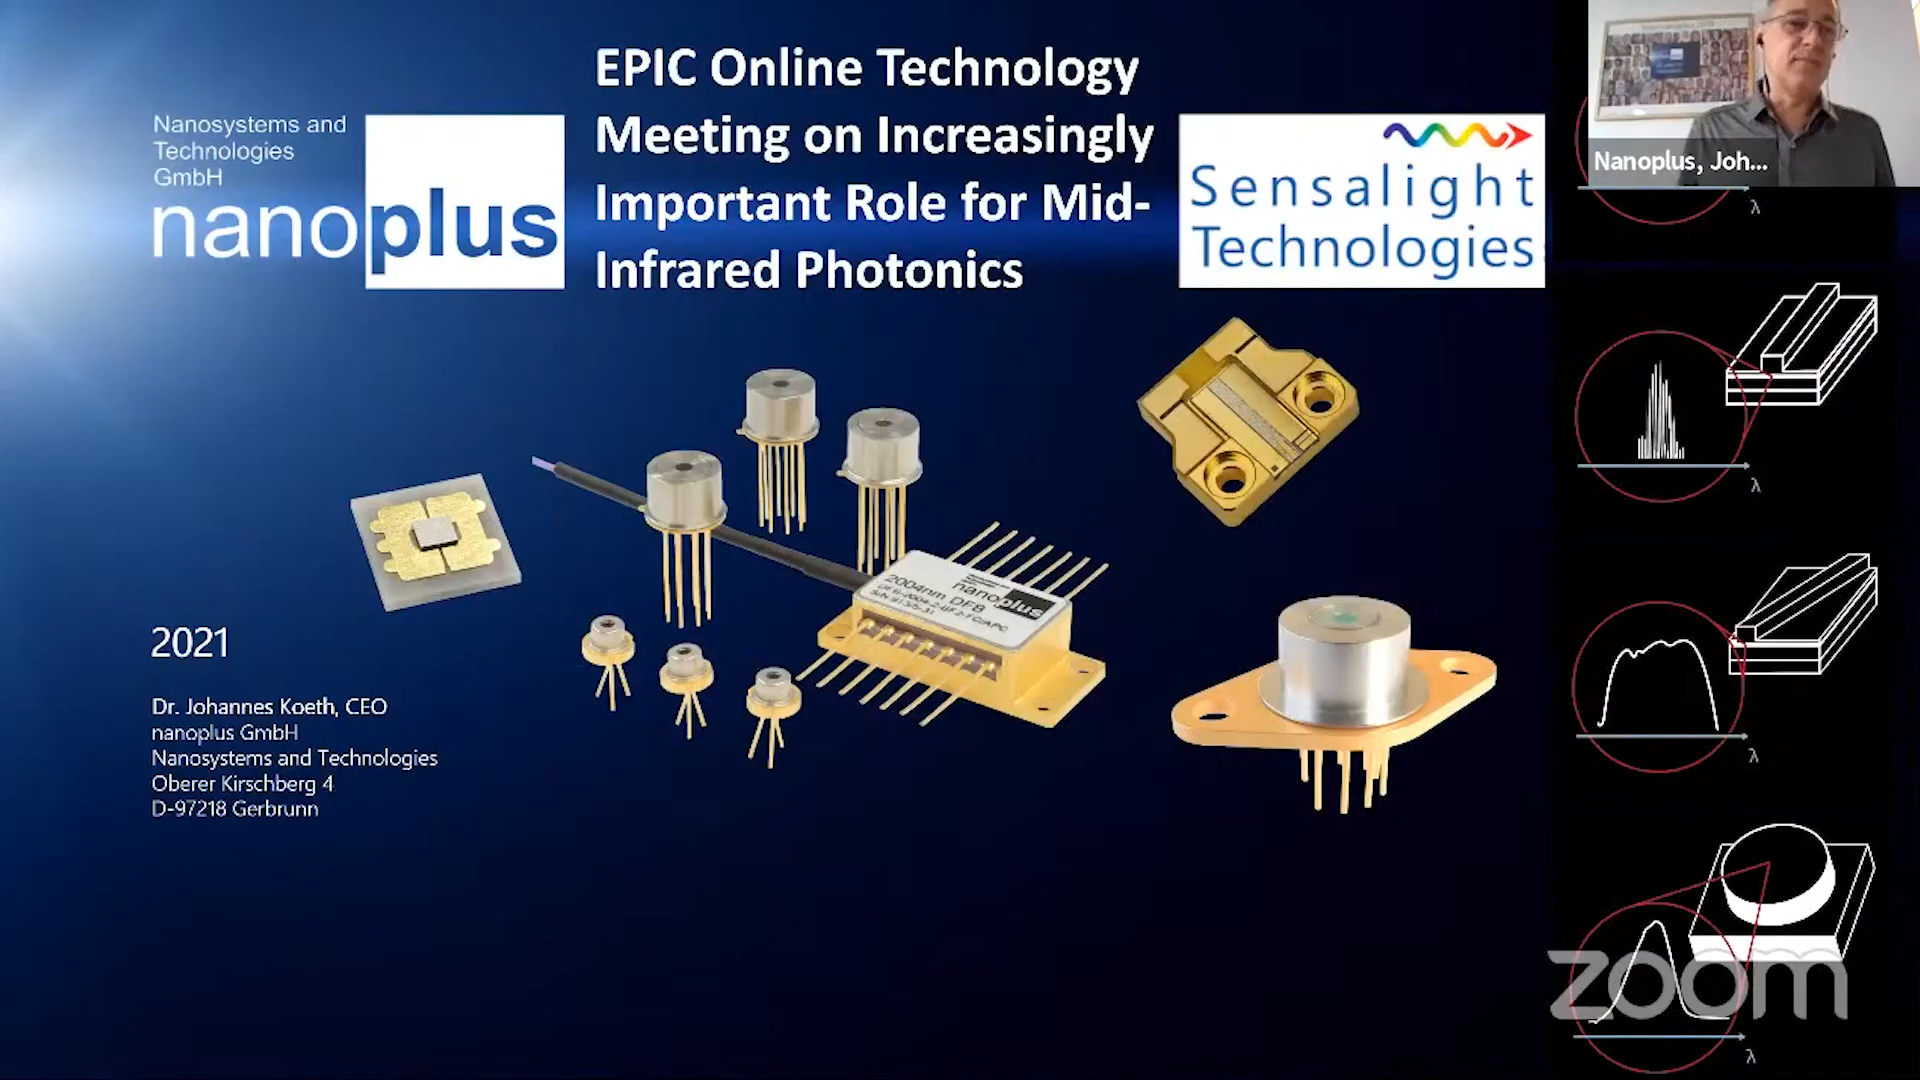 Nanosystems and
Technologies
GmbH
nanoplus
EPIC Online Technology
Meeting on Increasingly
Important Role for Mid-
Infrared Photonics
Sensalight
Technologies
Nanoplus, Joh...
λ
λ
λ
λ
2004nm DFB
nanoplus
2021
Dr. Johannes Koeth, CEO
nanoplus GmbH
Nanosystems and Technologies
Oberer Kirschberg 4
D-97218 Gerbrunn
zoom